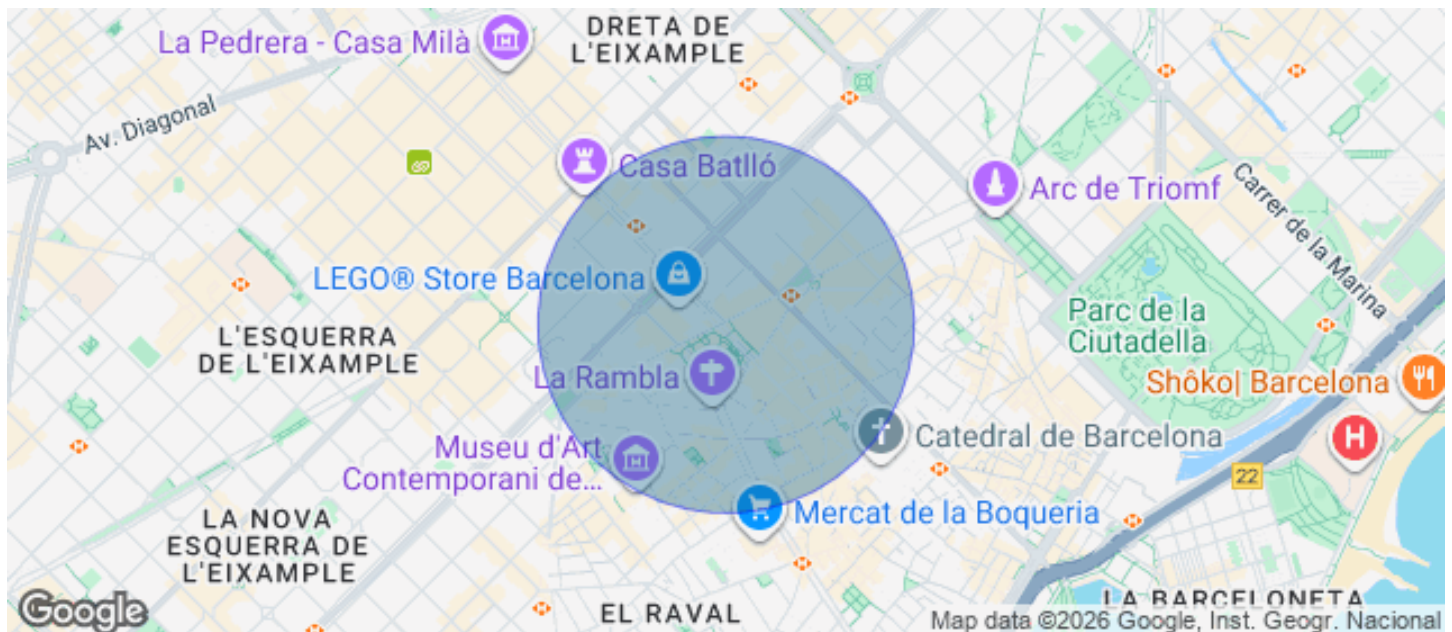 DRETA DE
L'EIXAMPLE
La Pedrera - Casa Milà
Av. Diagonal
Casa Batlló
Arc de Triomf
Carrer de la Marina
LEGO® Store Barcelona
L'ESQUERRA
DE L'EIXAMPLE
Parc de la
Ciutadella
La Rambla
Shôko| Barcelona
H
Museu d'Art
Contemporani de...
Catedral de Barcelona
22
Mercat de la Boqueria
LA NOVA
ESQUERRA DE
L'EIXAMPLE
EL RAVAL
LA BARCELONETA
Google
Map data ©2026 Google, Inst. Geogr. Nacional